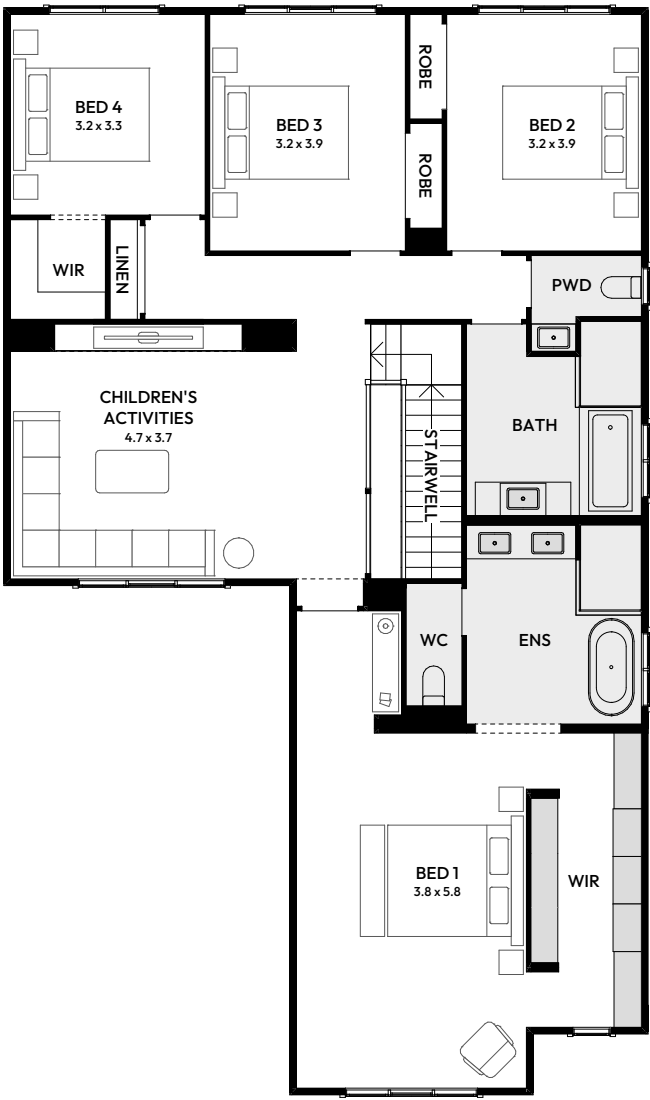 BED 4
3.2 x 3.3
BED 3
3.2 x 3.9
ROBE
ROBE
BED 2
3.2 x 3.9
WIR
LINEN
PWD
CHILDREN'S
ACTIVITIES
4.7 x 3.7
STAIRWELL
BATH
WC
ENS
BED 1
3.8 x 5.8
WIR